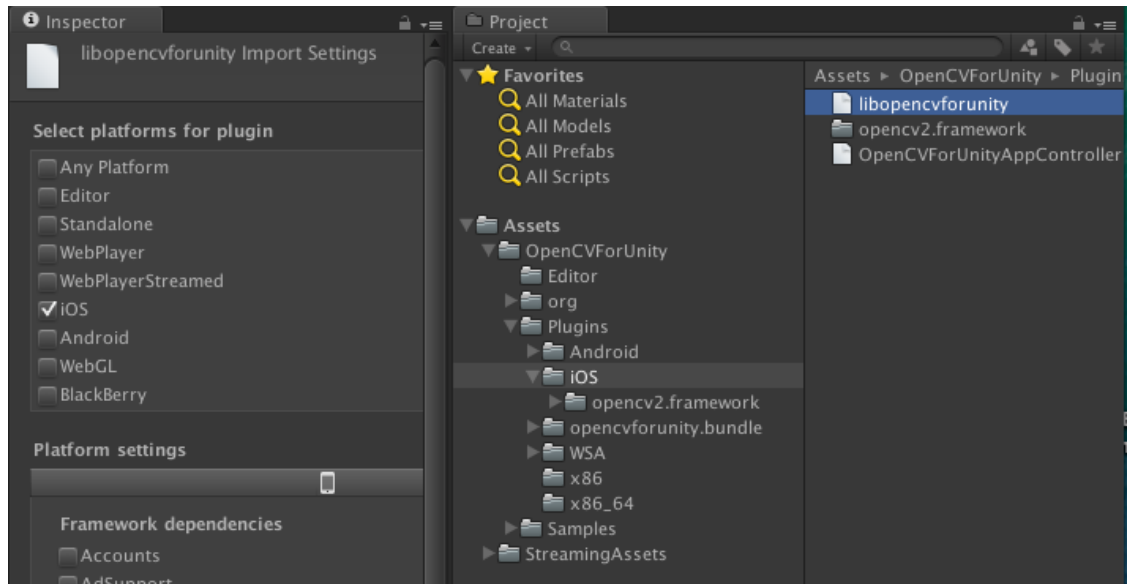 Inspector
libopencvforunity Import Settings
Select platforms for plugin
Any Platform
Editor
Standalone
WebPlayer
WebPlayerStreamed
iOS
Android
WebGL
BlackBerry
Platform settings
Framework dependencies
Accounts
AdSupport
Project
Create
Favorites
All Materials
All Models
All Prefabs
All Scripts
Assets
OpenCVForUnity
Editor
org
Plugins
Android
iOS
opencv2.framework
opencvforunity.bundle
WSA
x86
x86_64
Samples
StreamingAssets
Assets ▸ OpenCVForUnity ▸ Plugin
libopencvforunity
opencv2.framework
OpenCVForUnityAppController